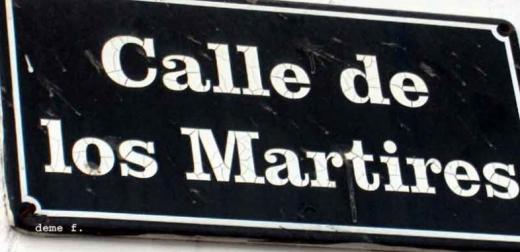 Calle de
los Martires
deme f.